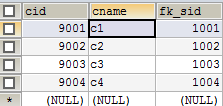 cid cname fk_sid
9001 c1 1001
9002 c2 1002
9003 c3 1003
9004 c4 1004
* (NULL) (NULL) (NULL)